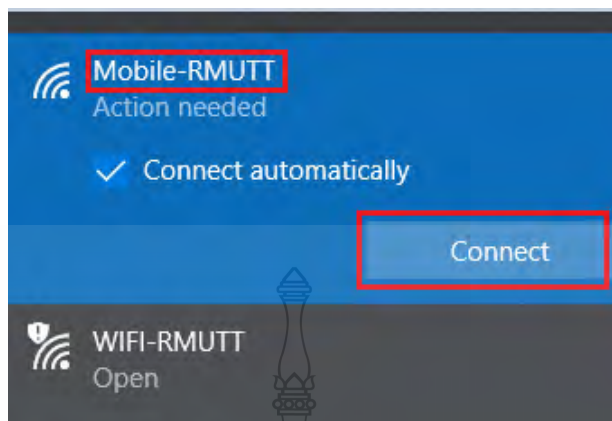 Mobile-RMUTT
Action needed
Connect automatically
Connect
WIFI-RMUTT
Open